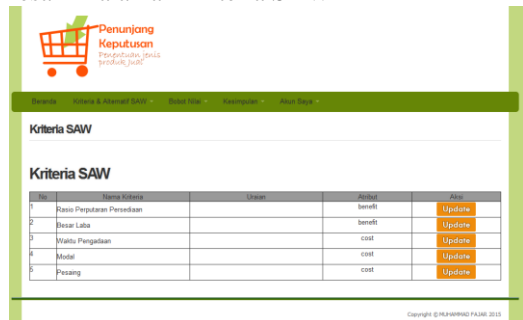 Penunjang
Keputusan
Penentuan jenis
produk jual
Beranda Kriteria & Alternatif SAW Bobot Nilai Kesimpulan Akun Saya
Kriteria SAW
Kriteria SAW
No Nama Kriteria Uraian Atribut Aksi
1 Rasio Perputaran Persediaan benefit Update
2 Besar Laba benefit Update
3 Waktu Pengadaan cost Update
4 Modal cost Update
5 Pesaing cost Update
Copyright © MUHAMMAD FAJAR 2015